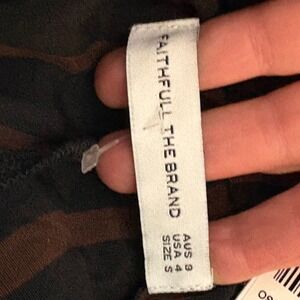 FAITHFULL THE BRAND
AUS 8
USA 4
SIZE S